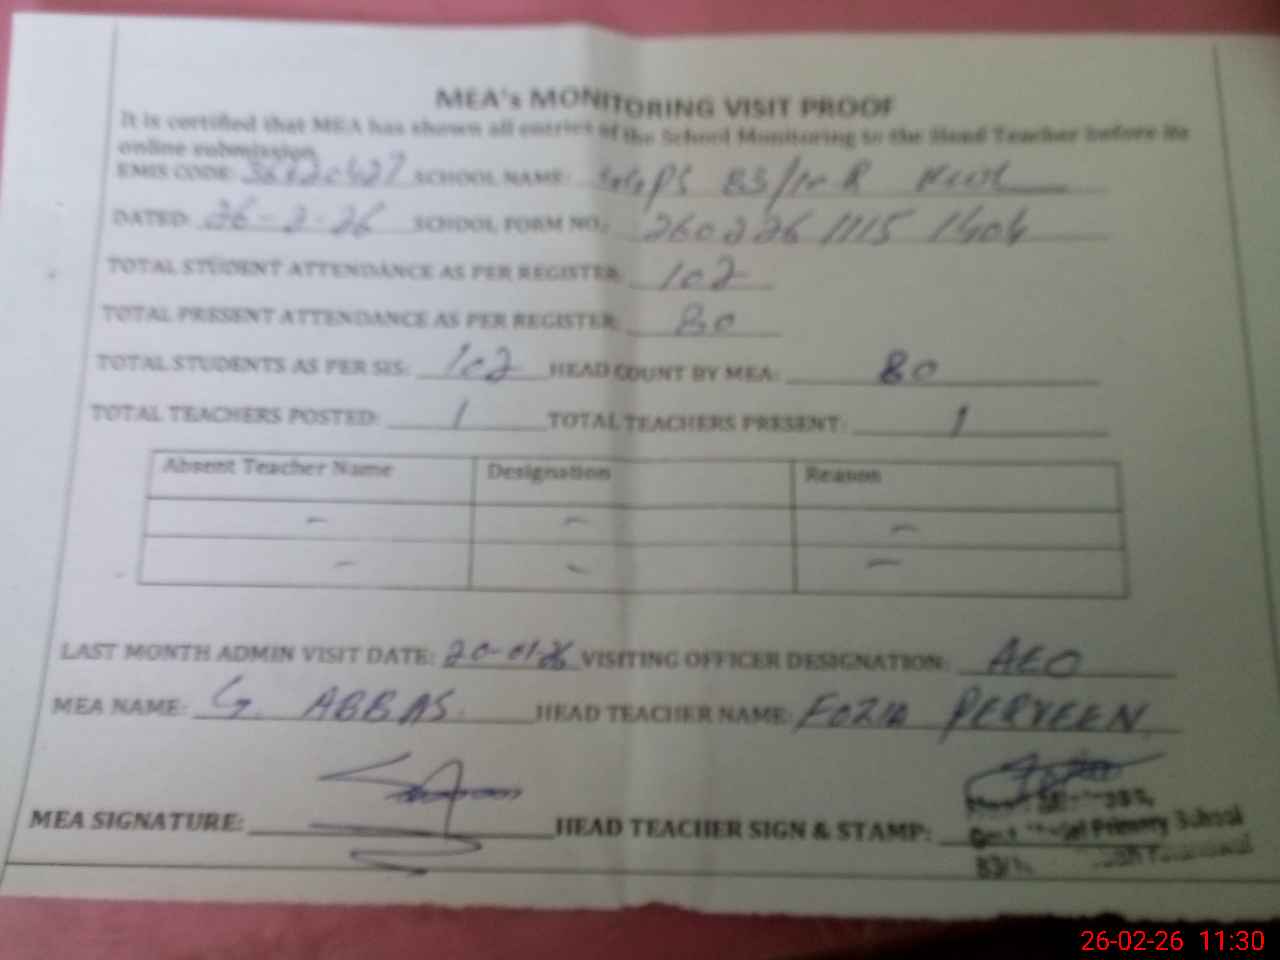 MEA's MONITORING VISIT PROOF
It is certified that MEA has shown all entries of the School Monitoring to the Head Teacher before its
online submission
EMIS CODE: SCHOOL NAME: 83/
DATED: 26-2-26 SCHOOL FORM NO.: 260226 1115 1404
TOTAL STUDENT ATTENDANCE AS PER REGISTER: 102
TOTAL PRESENT ATTENDANCE AS PER REGISTER: 80
TOTAL STUDENTS AS PER SIS: 102 HEAD COUNT BY MEA: 80
TOTAL TEACHERS POSTED: 1 TOTAL TEACHERS PRESENT: 1
Absent Teacher Name Designation Reason
– – –
– – –
LAST MONTH ADMIN VISIT DATE: 20-01-26 VISITING OFFICER DESIGNATION: AEO
MEA NAME: G. ABBAS. HEAD TEACHER NAME: FOZIA PERVEEN
MEA SIGNATURE: HEAD TEACHER SIGN & STAMP:
Primary School
26-02-26 11:30